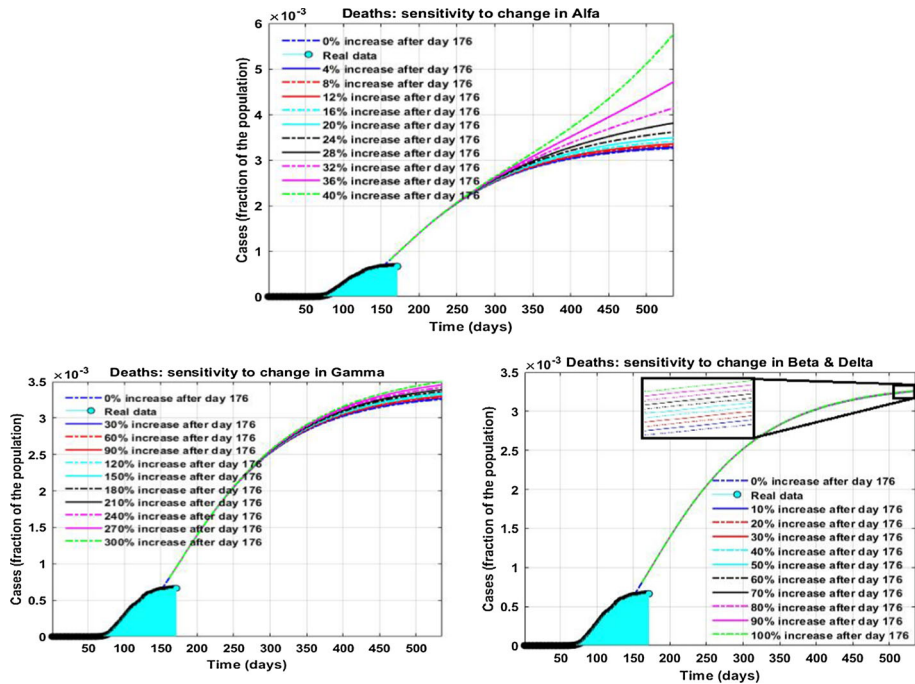 Deaths: sensitivity to change in Alfa
×10⁻³
6
5
4
3
2
1
0
Cases (fraction of the population)
0% increase after day 176
Real data
4% increase after day 176
8% increase after day 176
12% increase after day 176
16% increase after day 176
20% increase after day 176
24% increase after day 176
28% increase after day 176
32% increase after day 176
36% increase after day 176
40% increase after day 176
50 100 150 200 250 300 350 400 450 500
Time (days)
Deaths: sensitivity to change in Gamma
×10⁻³
3.5
3
2.5
2
1.5
1
0.5
0
Cases (fraction of the population)
0% increase after day 176
Real data
30% increase after day 176
60% increase after day 176
90% increase after day 176
120% increase after day 176
150% increase after day 176
180% increase after day 176
210% increase after day 176
240% increase after day 176
270% increase after day 176
300% increase after day 176
50 100 150 200 250 300 350 400 450 500
Time (days)
Deaths: sensitivity to change in Beta & Delta
×10⁻³
3.5
3
2.5
2
1.5
1
0.5
0
Cases (fraction of the population)
0% increase after day 176
Real data
10% increase after day 176
20% increase after day 176
30% increase after day 176
40% increase after day 176
50% increase after day 176
60% increase after day 176
70% increase after day 176
80% increase after day 176
90% increase after day 176
100% increase after day 176
50 100 150 200 250 300 350 400 450 500
Time (days)